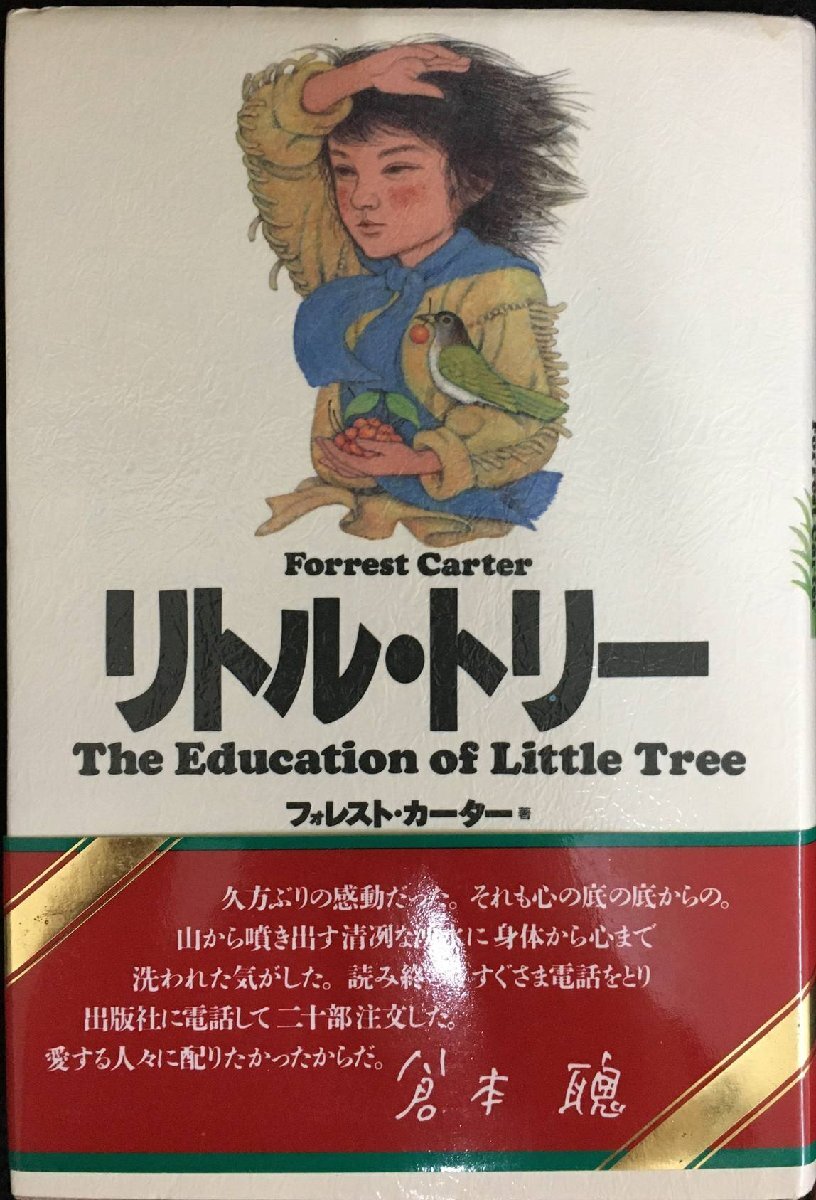 Forrest Carter
リトル・トリー
The Education of Little Tree
フォレスト・カーター 著
久方ぶりの感動だった。それも心の底の底からの。
山から噴き出す清冽な に身体から心まで
洗われた気がした。読み終 すぐさま電話をとり
出版社に電話して二十部注文した。
愛する人々に配りたかったからだ。
倉本 聰